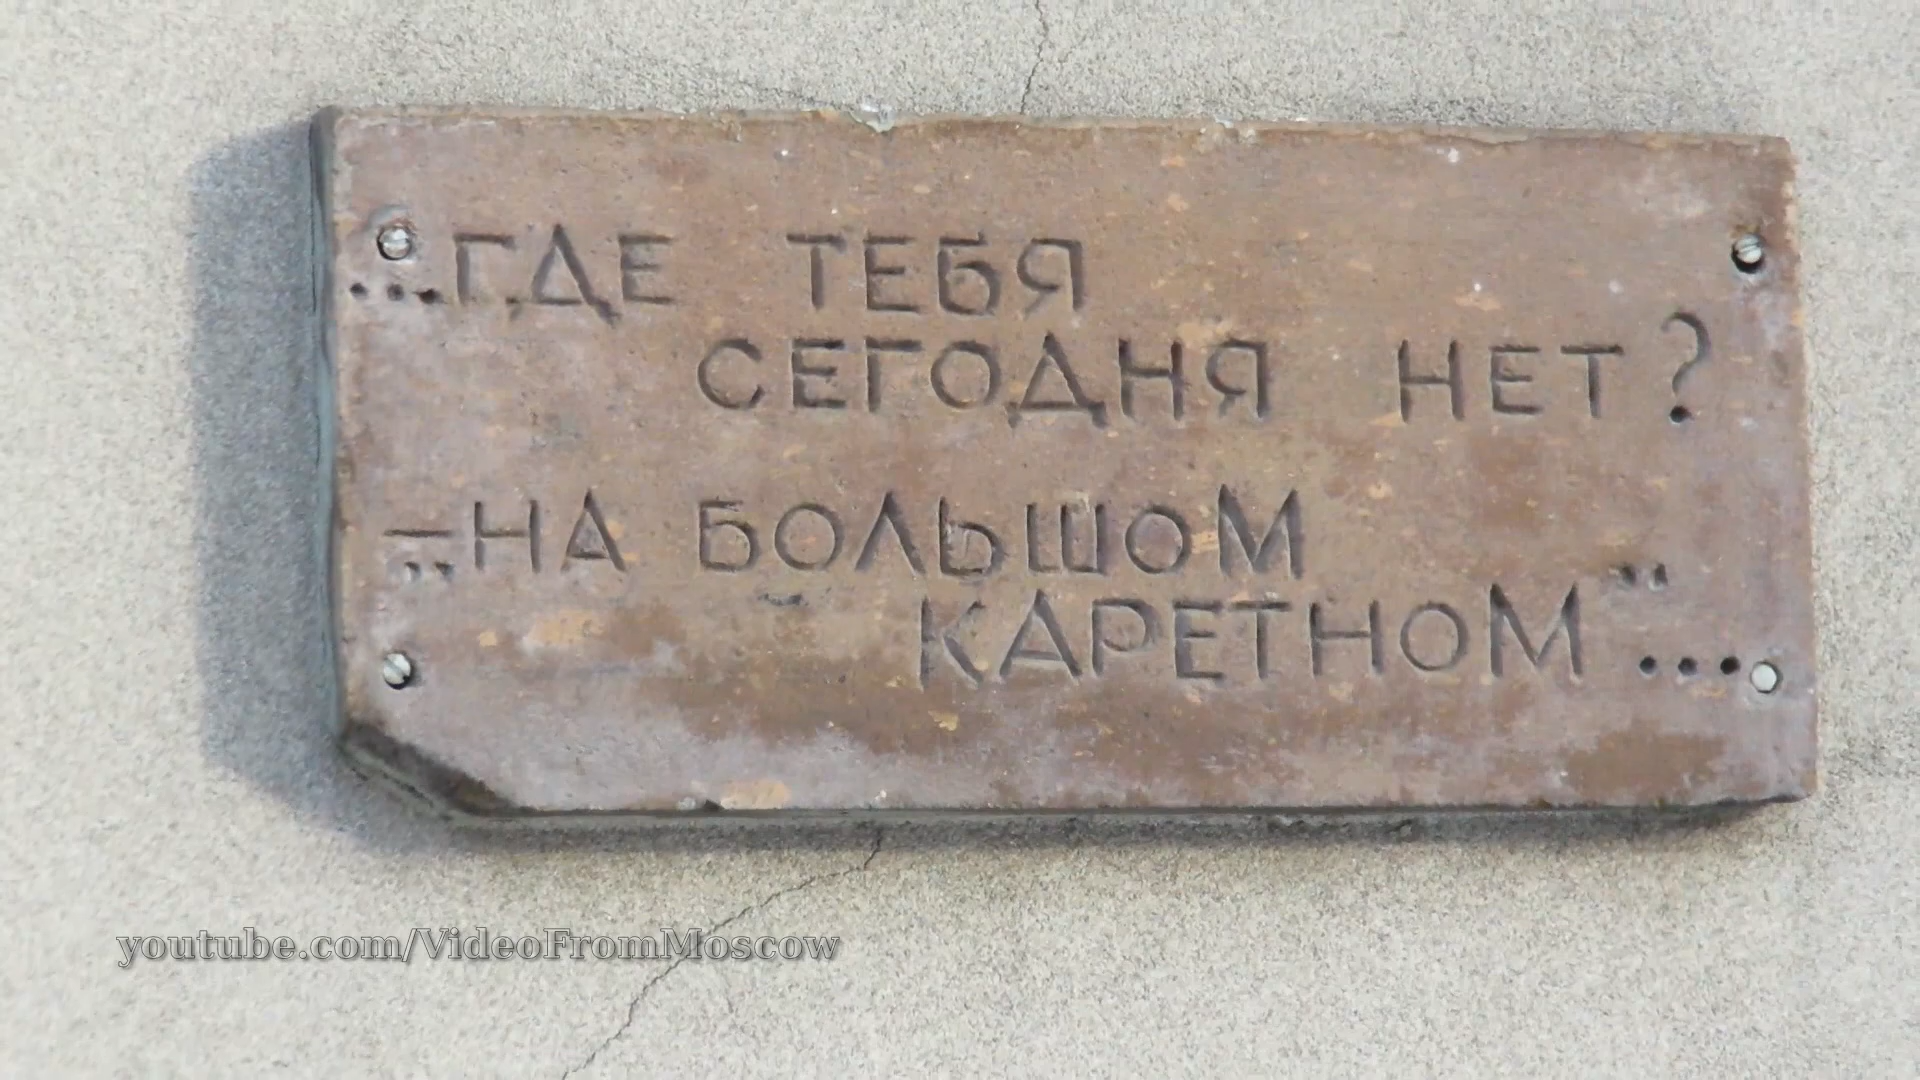 ...ГДЕ ТЕБЯ
СЕГОДНЯ НЕТ?
—„НА БОЛЬШОМ
КАРЕТНОМ"...
youtube.com/VideoFromMoscow